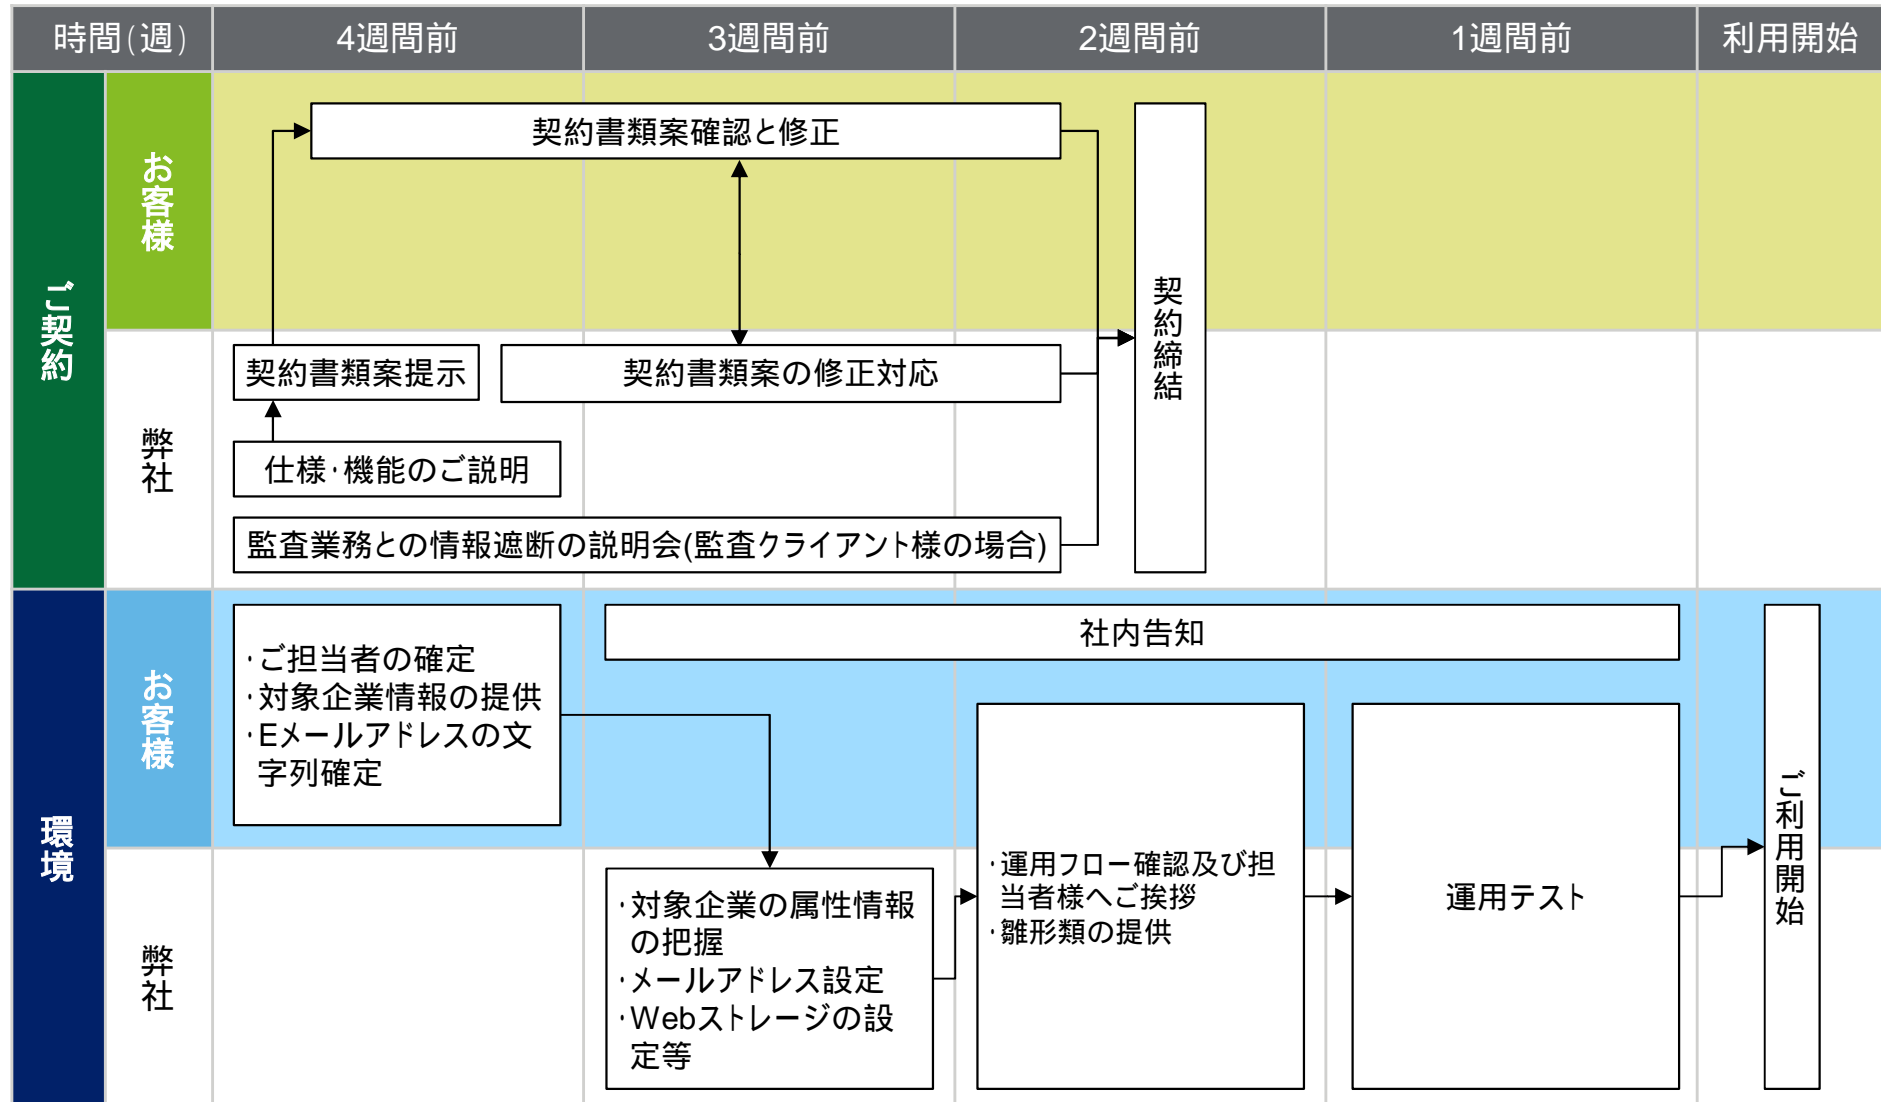 時間(週)
4週間前
3週間前
2週間前
1週間前
利用開始
ご契約
お客様
契約書類案確認と修正
契約締結
弊社
契約書類案提示
契約書類案の修正対応
仕様・機能のご説明
監査業務との情報遮断の説明会(監査クライアント様の場合)
環境
お客様
・ご担当者の確定
・対象企業情報の提供
・Eメールアドレスの文
字列確定
社内告知
弊社
・対象企業の属性情報
の把握
・メールアドレス設定
・Webストレージの設
定等
・運用フロー確認及び担
当者様へご挨拶
・雛形類の提供
運用テスト
ご利用開始